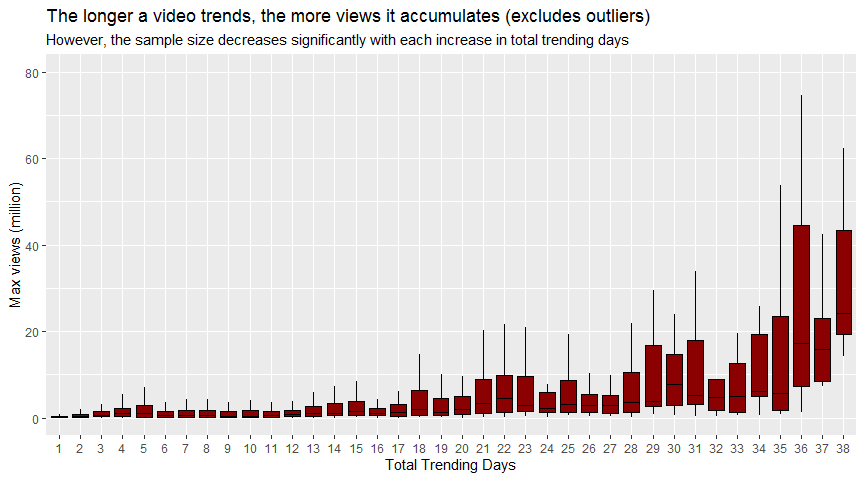 The longer a video trends, the more views it accumulates (excludes outliers)
However, the sample size decreases significantly with each increase in total trending days
Max views (million)
80
60
40
20
0
1 2 3 4 5 6 7 8 9 10 11 12 13 14 15 16 17 18 19 20 21 22 23 24 25 26 27 28 29 30 31 32 33 34 35 36 37 38
Total Trending Days